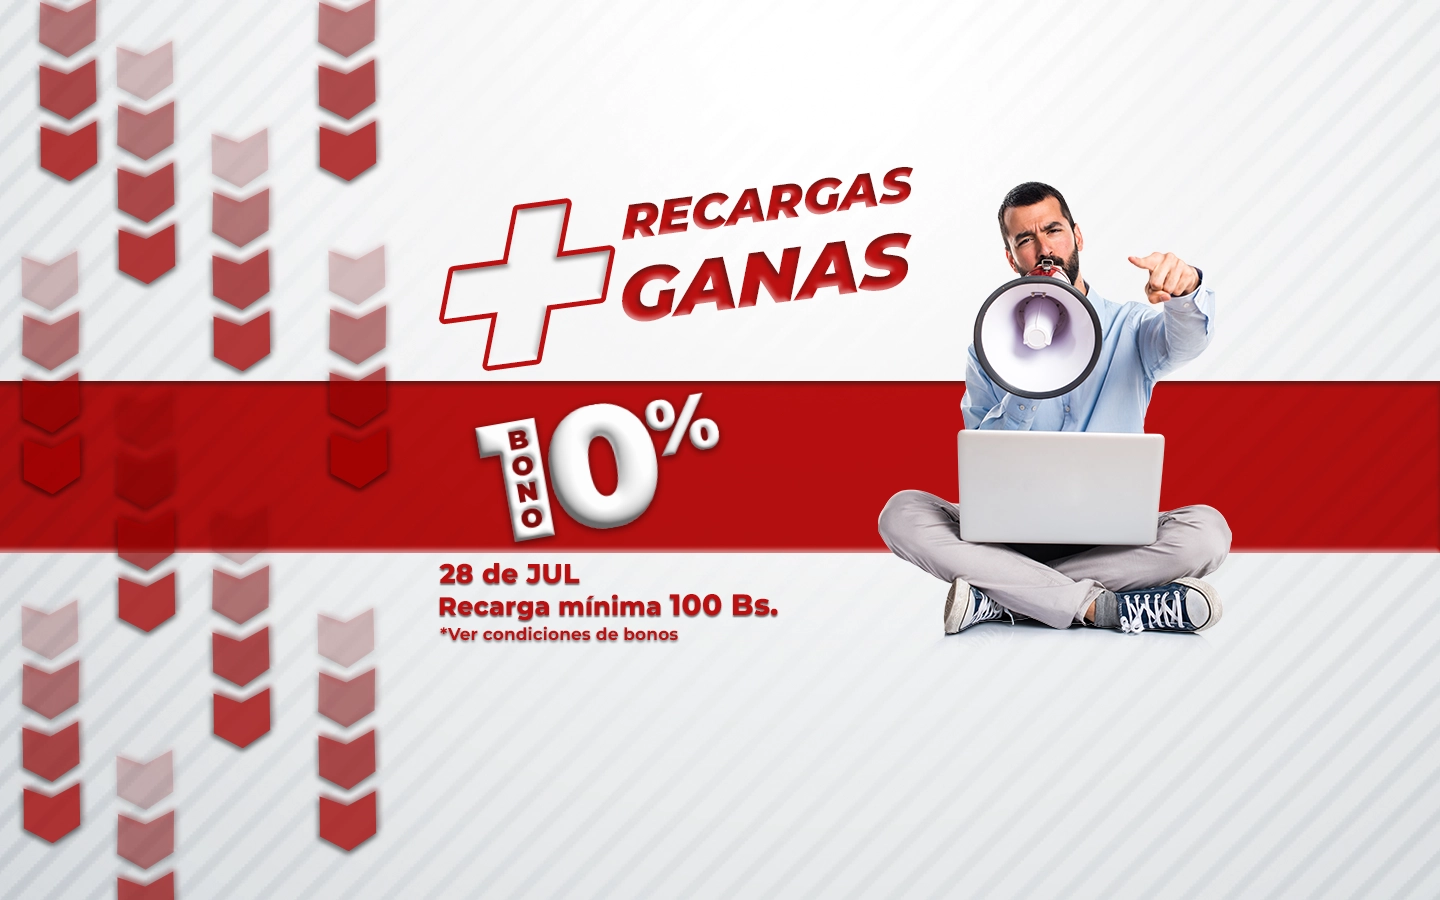 + RECARGAS
GANAS
BONO
10%
28 de JUL
Recarga mínima 100 Bs.
*Ver condiciones de bonos